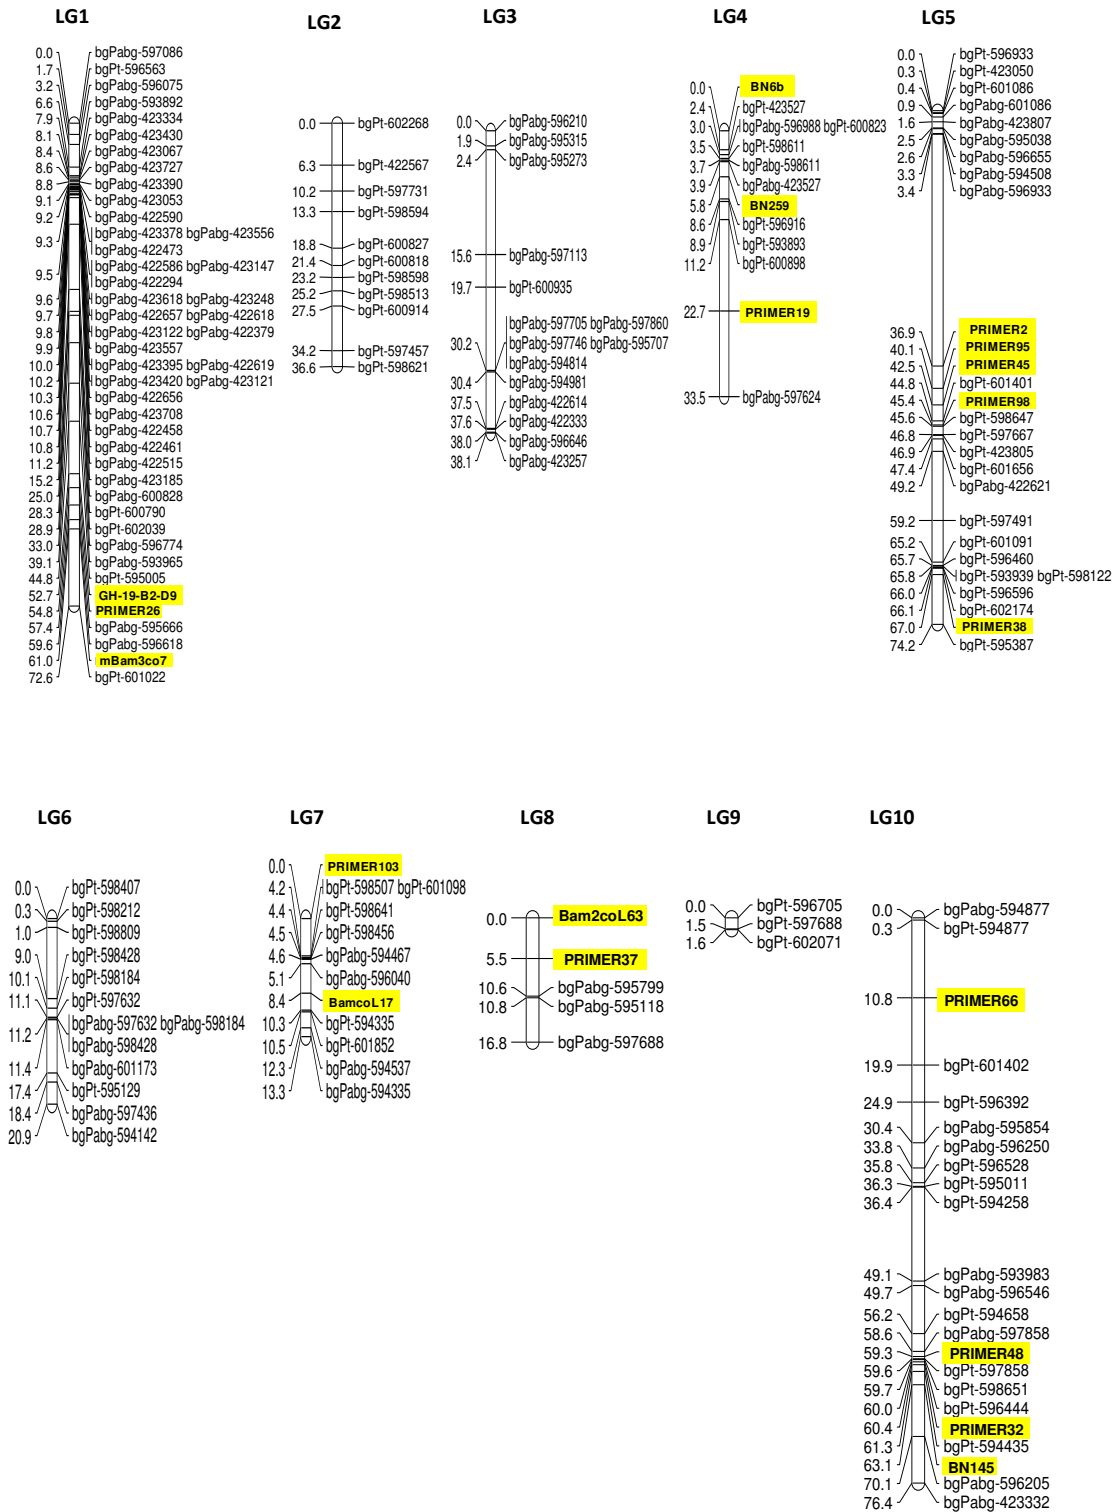 LG1
0.0 bgPabg-597086
1.7 bgPt-596563
3.2 bgPabg-596075
6.6 bgPabg-593892
7.9 bgPabg-423334
8.1 bgPabg-423430
8.4 bgPabg-423067
8.6 bgPabg-423727
8.8 bgPabg-423390
9.1 bgPabg-423053
9.2 bgPabg-422590
9.3 bgPabg-423378 bgPabg-423556
bgPabg-422473
9.5 bgPabg-422586 bgPabg-423147
bgPabg-422294
9.6 bgPabg-423618 bgPabg-423248
9.7 bgPabg-422657 bgPabg-422618
9.8 bgPabg-423122 bgPabg-422379
9.9 bgPabg-423557
10.0 bgPabg-423395 bgPabg-422619
10.2 bgPabg-423420 bgPabg-423121
10.3 bgPabg-422656
10.6 bgPabg-423708
10.7 bgPabg-422458
10.8 bgPabg-422461
11.2 bgPabg-422515
15.2 bgPabg-423185
25.0 bgPabg-600828
28.3 bgPt-600790
28.9 bgPt-602039
33.0 bgPabg-596774
39.1 bgPabg-593965
44.8 bgPt-595005
52.7 GH-19-B2-D9
54.8 PRIMER26
57.4 bgPabg-595666
59.6 bgPabg-596618
61.0 mBam3co7
72.6 bgPt-601022
LG2
0.0 bgPt-602268
6.3 bgPt-422567
10.2 bgPt-597731
13.3 bgPt-598594
18.8 bgPt-600827
21.4 bgPt-600818
23.2 bgPt-598598
25.2 bgPt-598513
27.5 bgPt-600914
34.2 bgPt-597457
36.6 bgPt-598621
LG3
0.0 bgPabg-596210
1.9 bgPabg-595315
2.4 bgPabg-595273
15.6 bgPabg-597113
19.7 bgPt-600935
bgPabg-597705 bgPabg-597860
30.2 bgPabg-597746 bgPabg-595707
bgPabg-594814
30.4 bgPabg-594981
37.5 bgPabg-422614
37.6 bgPabg-422333
38.0 bgPabg-596646
38.1 bgPabg-423257
LG4
0.0 BN6b
2.4 bgPt-423527
3.0 bgPabg-596988 bgPt-600823
3.5 bgPt-598611
3.7 bgPabg-598611
3.9 bgPabg-423527
5.8 BN259
8.6 bgPt-596916
8.9 bgPt-593893
11.2 bgPt-600898
22.7 PRIMER19
33.5 bgPabg-597624
LG5
0.0 bgPt-596933
0.3 bgPt-423050
0.4 bgPt-601086
0.9 bgPabg-601086
1.6 bgPabg-423807
2.5 bgPabg-595038
2.6 bgPabg-596655
3.3 bgPabg-594508
3.4 bgPabg-596933
36.9 PRIMER2
40.1 PRIMER95
42.5 PRIMER45
44.8 bgPt-601401
45.4 PRIMER98
45.6 bgPt-598647
46.8 bgPt-597667
46.9 bgPt-423805
47.4 bgPt-601656
49.2 bgPabg-422621
59.2 bgPt-597491
65.2 bgPt-601091
65.7 bgPt-596460
65.8 bgPt-593939 bgPt-598122
66.0 bgPt-596596
66.1 bgPt-602174
67.0 PRIMER38
74.2 bgPt-595387
LG6
0.0 bgPt-598407
0.3 bgPt-598212
1.0 bgPt-598809
9.0 bgPt-598428
10.1 bgPt-598184
11.1 bgPt-597632
11.2 bgPabg-597632 bgPabg-598184
bgPabg-598428
11.4 bgPabg-601173
17.4 bgPt-595129
18.4 bgPabg-597436
20.9 bgPabg-594142
LG7
0.0 PRIMER103
4.2 bgPt-598507 bgPt-601098
4.4 bgPt-598641
4.5 bgPt-598456
4.6 bgPabg-594467
5.1 bgPabg-596040
8.4 BamcoL17
10.3 bgPt-594335
10.5 bgPt-601852
12.3 bgPabg-594537
13.3 bgPabg-594335
LG8
0.0 Bam2coL63
5.5 PRIMER37
10.6 bgPabg-595799
10.8 bgPabg-595118
16.8 bgPabg-597688
LG9
0.0 bgPt-596705
1.5 bgPt-597688
1.6 bgPt-602071
LG10
0.0 bgPabg-594877
0.3 bgPt-594877
10.8 PRIMER66
19.9 bgPt-601402
24.9 bgPt-596392
30.4 bgPabg-595854
33.8 bgPabg-596250
35.8 bgPt-596528
36.3 bgPt-595011
36.4 bgPt-594258
49.1 bgPabg-593983
49.7 bgPabg-596546
56.2 bgPt-594658
58.6 bgPabg-597858
59.3 PRIMER48
59.6 bgPt-597858
59.7 bgPt-598651
60.0 bgPt-596444
60.4 PRIMER32
61.3 bgPt-594435
63.1 BN145
70.1 bgPabg-596205
76.4 bgPabg-423332